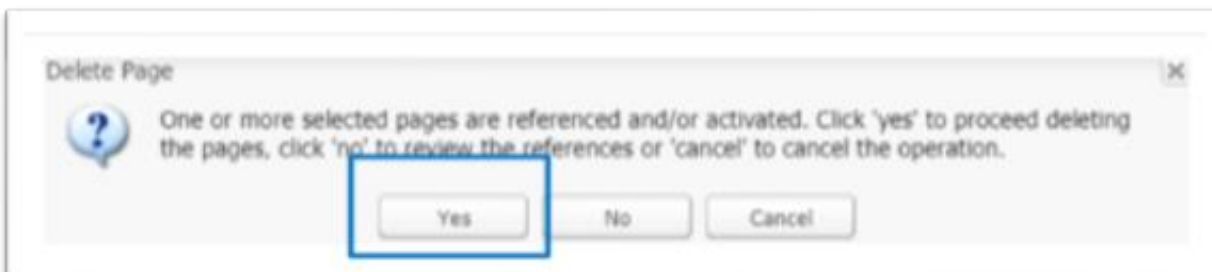 Delete Page
One or more selected pages are referenced and/or activated. Click 'yes' to proceed deleting
the pages, click 'no' to review the references or 'cancel' to cancel the operation.
Yes No Cancel